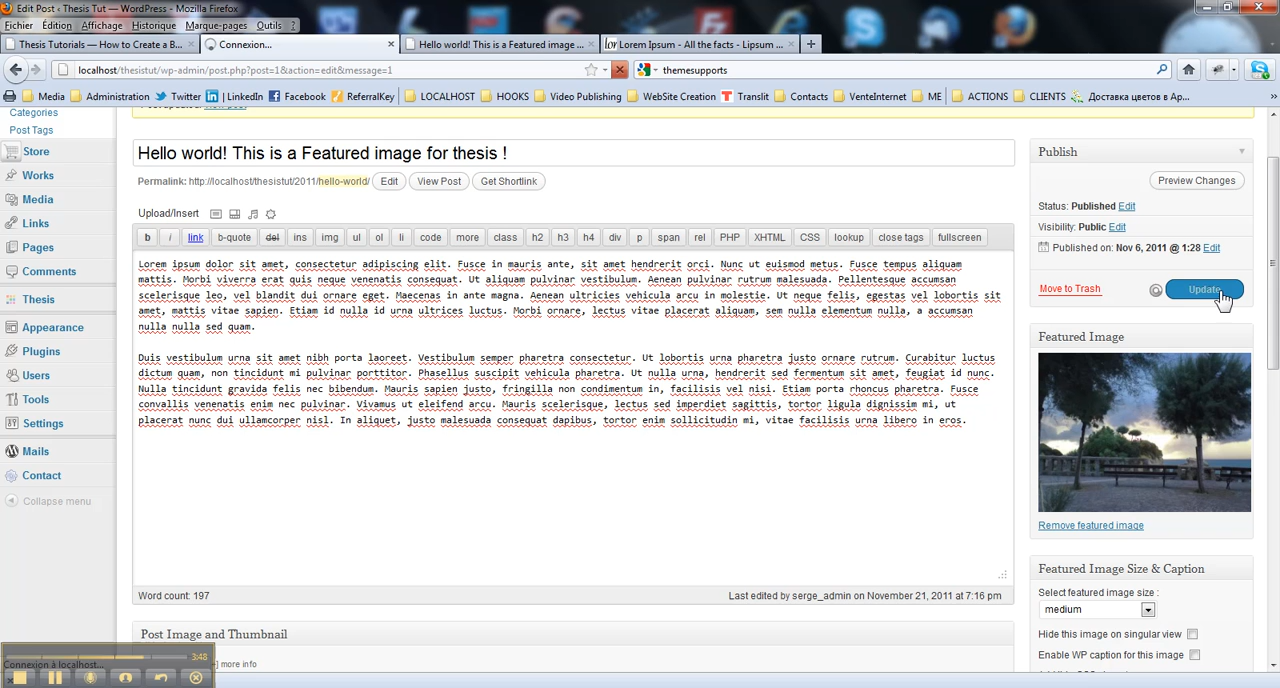 Edit Post ‹ Thesis Tut — WordPress - Mozilla Firefox
Fichier Édition Affichage Historique Marque-pages Outils ?
Thesis Tutorials — How to Create a B...
Connexion...
Hello world! This is a Featured image ...
Lorem Ipsum - All the facts - Lipsum ...
localhost/thesistut/wp-admin/post.php?post=1&action=edit&message=1
themesupports
Media Administration Twitter LinkedIn Facebook ReferralKey LOCALHOST HOOKS Video Publishing WebSite Creation Translit Contacts VenteInternet ME ACTIONS CLIENTS Доставка цветов в Ар...
Categories
Post Tags
Store
Works
Media
Links
Pages
Comments
Thesis
Appearance
Plugins
Users
Tools
Settings
Mails
Contact
Collapse menu
Hello world! This is a Featured image for thesis !
Permalink: http://localhost/thesistut/2011/hello-world/ Edit View Post Get Shortlink
Upload/Insert
b i link b-quote del ins img ul ol li code more class h2 h3 h4 div p span rel PHP XHTML CSS lookup close tags fullscreen
Lorem ipsum dolor sit amet, consectetur adipiscing elit. Fusce in mauris ante, sit amet hendrerit orci. Nunc ut euismod metus. Fusce tempus aliquam
mattis. Morbi viverra erat quis neque venenatis consequat. Ut aliquam pulvinar vestibulum. Aenean pulvinar rutrum malesuada. Pellentesque accumsan
scelerisque leo, vel blandit dui ornare eget. Maecenas in ante magna. Aenean ultricies vehicula arcu in molestie. Ut neque felis, egestas vel lobortis sit
amet, mattis vitae sapien. Etiam id nulla id urna ultrices luctus. Morbi ornare, lectus vitae placerat aliquam, sem nulla elementum nulla, a accumsan
nulla nulla sed quam.
Duis vestibulum urna sit amet nibh porta laoreet. Vestibulum semper pharetra consectetur. Ut lobortis urna pharetra justo ornare rutrum. Curabitur luctus
dictum quam, non tincidunt mi pulvinar porttitor. Phasellus suscipit vehicula pharetra. Ut nulla urna, hendrerit sed fermentum sit amet, feugiat id nunc.
Nulla tincidunt gravida felis nec bibendum. Mauris sapien justo, fringilla non condimentum in, facilisis vel nisi. Etiam porta rhoncus pharetra. Fusce
convallis venenatis enim nec pulvinar. Vivamus ut eleifend arcu. Mauris scelerisque, lectus sed imperdiet sagittis, tortor ligula dignissim mi, ut
placerat nunc dui ullamcorper nisl. In aliquet, justo malesuada consequat dapibus, tortor enim sollicitudin mi, vitae facilisis urna libero in eros.
Word count: 197
Last edited by serge_admin on November 21, 2011 at 7:16 pm
Post Image and Thumbnail
more info
Publish
Preview Changes
Status: Published Edit
Visibility: Public Edit
Published on: Nov 6, 2011 @ 1:28 Edit
Move to Trash
Update
Featured Image
Remove featured image
Featured Image Size & Caption
Select featured image size :
medium
Hide this image on singular view
Enable WP caption for this image
3:48
Connexion à localhost...